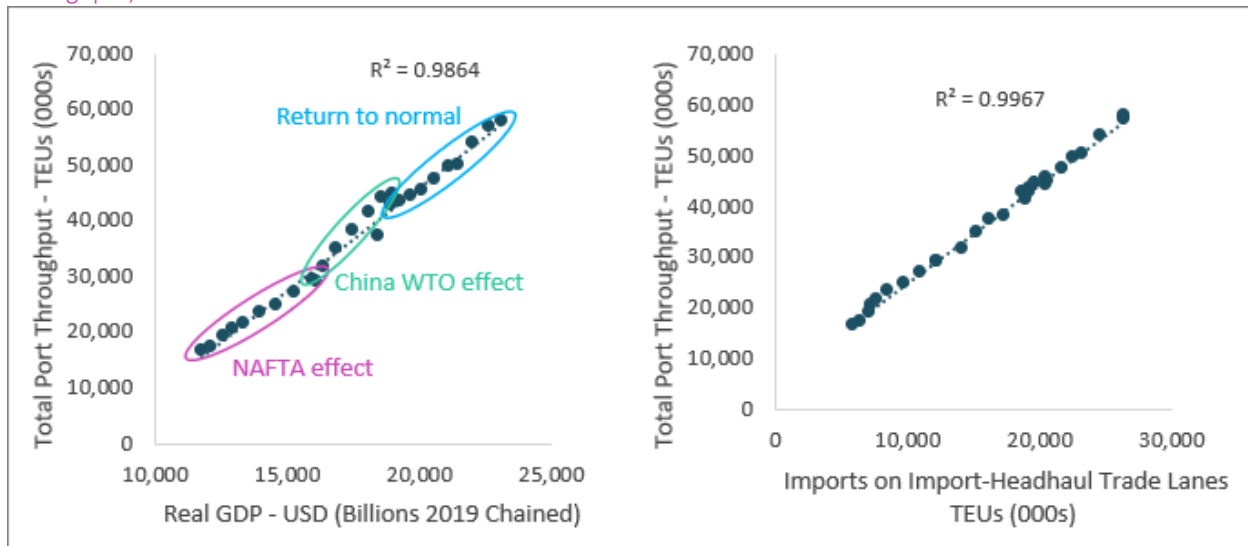 Total Port Throughput - TEUs (000s)
70,000
60,000
50,000
40,000
30,000
20,000
10,000
0
R² = 0.9864
Return to normal
China WTO effect
NAFTA effect
10,000 15,000 20,000 25,000
Real GDP - USD (Billions 2019 Chained)
Total Port Throughput - TEUs (000s)
70,000
60,000
50,000
40,000
30,000
20,000
10,000
0
R² = 0.9967
0 10,000 20,000 30,000
Imports on Import-Headhaul Trade Lanes
TEUs (000s)